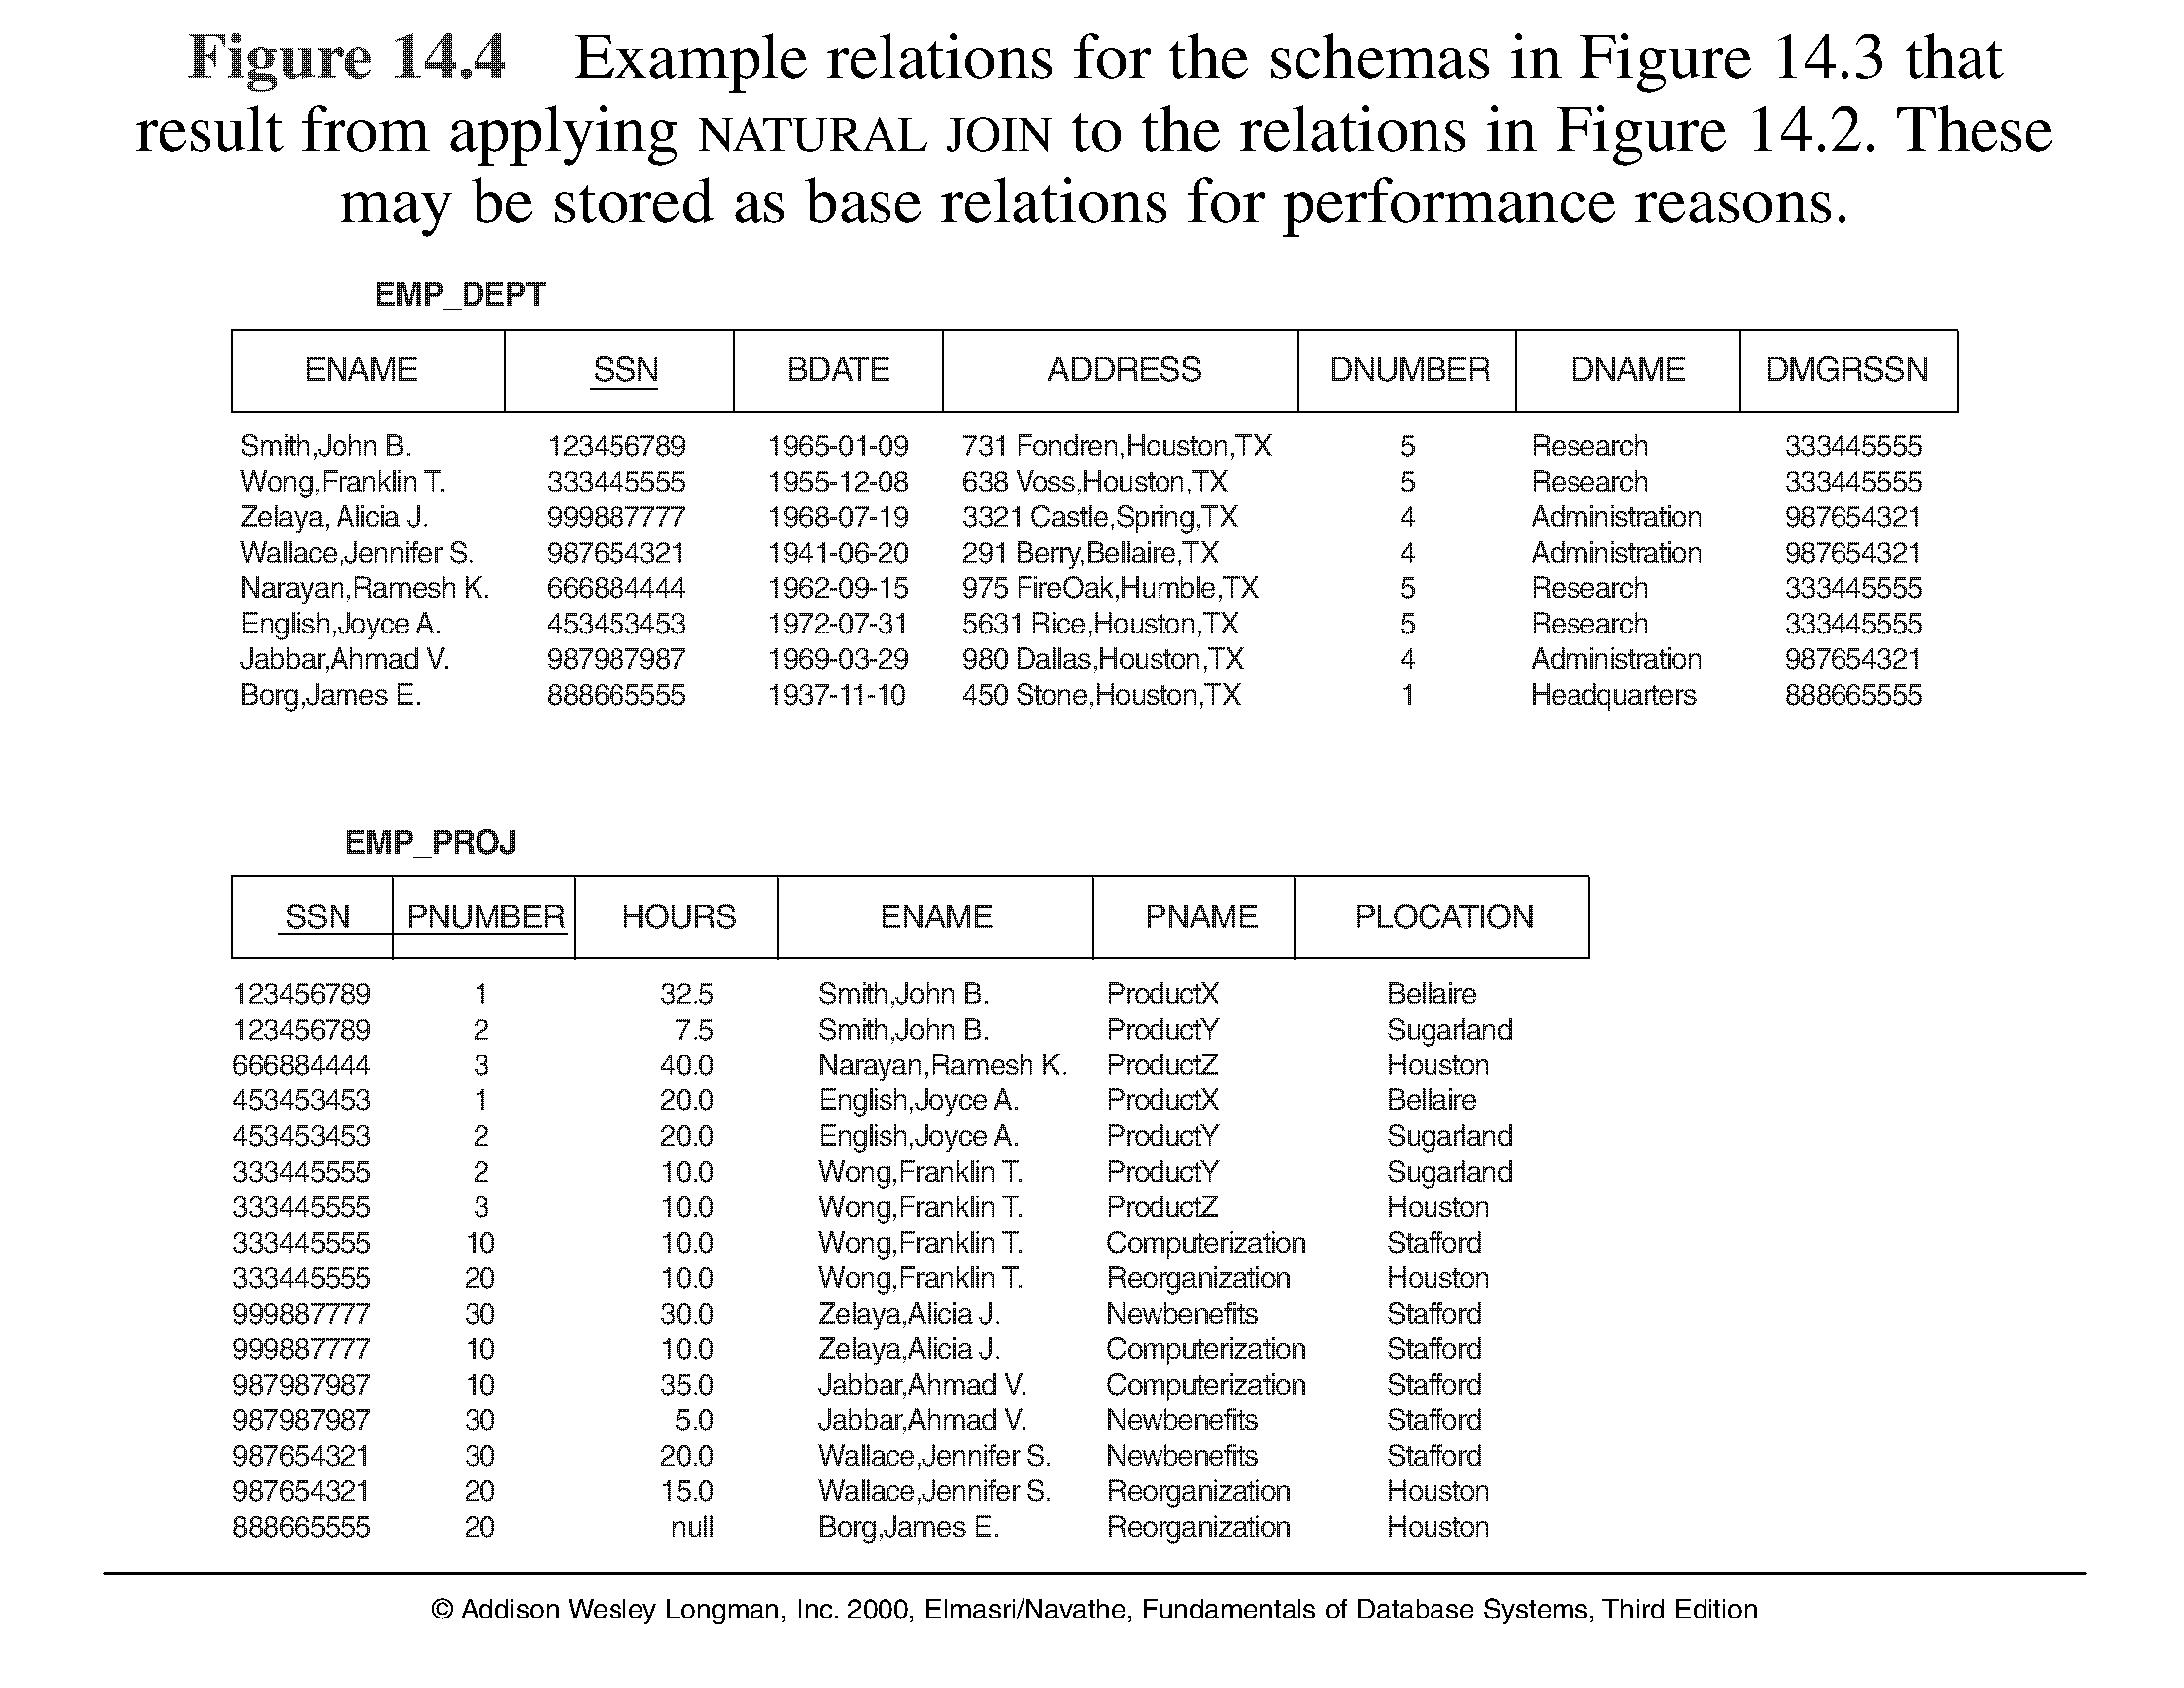 Figure 14.4 Example relations for the schemas in Figure 14.3 that
result from applying NATURAL JOIN to the relations in Figure 14.2. These
may be stored as base relations for performance reasons.
EMP_DEPT
ENAME SSN BDATE ADDRESS DNUMBER DNAME DMGRSSN
Smith,John B. 123456789 1965-01-09 731 Fondren,Houston,TX 5 Research 333445555
Wong,Franklin T. 333445555 1955-12-08 638 Voss,Houston,TX 5 Research 333445555
Zelaya, Alicia J. 999887777 1968-07-19 3321 Castle,Spring,TX 4 Administration 987654321
Wallace,Jennifer S. 987654321 1941-06-20 291 Berry,Bellaire,TX 4 Administration 987654321
Narayan,Ramesh K. 666884444 1962-09-15 975 FireOak,Humble,TX 5 Research 333445555
English,Joyce A. 453453453 1972-07-31 5631 Rice,Houston,TX 5 Research 333445555
Jabbar,Ahmad V. 987987987 1969-03-29 980 Dallas,Houston,TX 4 Administration 987654321
Borg,James E. 888665555 1937-11-10 450 Stone,Houston,TX 1 Headquarters 888665555
EMP_PROJ
SSN PNUMBER HOURS ENAME PNAME PLOCATION
123456789 1 32.5 Smith,John B. ProductX Bellaire
123456789 2 7.5 Smith,John B. ProductY Sugarland
666884444 3 40.0 Narayan,Ramesh K. ProductZ Houston
453453453 1 20.0 English,Joyce A. ProductX Bellaire
453453453 2 20.0 English,Joyce A. ProductY Sugarland
333445555 2 10.0 Wong,Franklin T. ProductY Sugarland
333445555 3 10.0 Wong,Franklin T. ProductZ Houston
333445555 10 10.0 Wong,Franklin T. Computerization Stafford
333445555 20 10.0 Wong,Franklin T. Reorganization Houston
999887777 30 30.0 Zelaya,Alicia J. Newbenefits Stafford
999887777 10 10.0 Zelaya,Alicia J. Computerization Stafford
987987987 10 35.0 Jabbar,Ahmad V. Computerization Stafford
987987987 30 5.0 Jabbar,Ahmad V. Newbenefits Stafford
987654321 30 20.0 Wallace,Jennifer S. Newbenefits Stafford
987654321 20 15.0 Wallace,Jennifer S. Reorganization Houston
888665555 20 null Borg,James E. Reorganization Houston
© Addison Wesley Longman, Inc. 2000, Elmasri/Navathe, Fundamentals of Database Systems, Third Edition